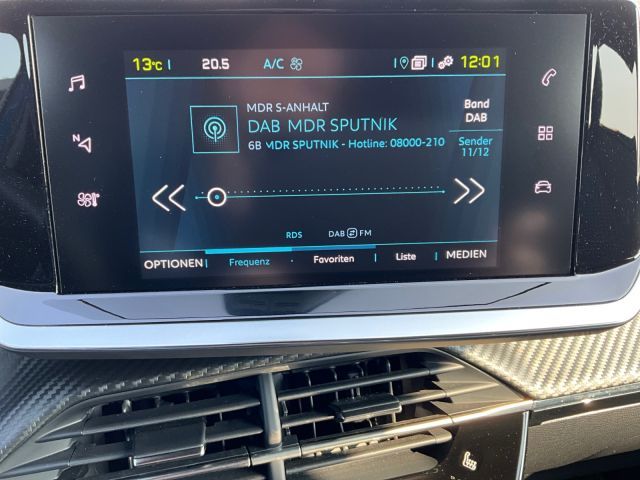 13°C 20.5 A/C 12:01
MDR S-ANHALT
DAB MDR SPUTNIK
6B MDR SPUTNIK - Hotline: 08000-210
Band
DAB
Sender
11/12
N
RDS DAB FM
OPTIONEN Frequenz Favoriten Liste MEDIEN